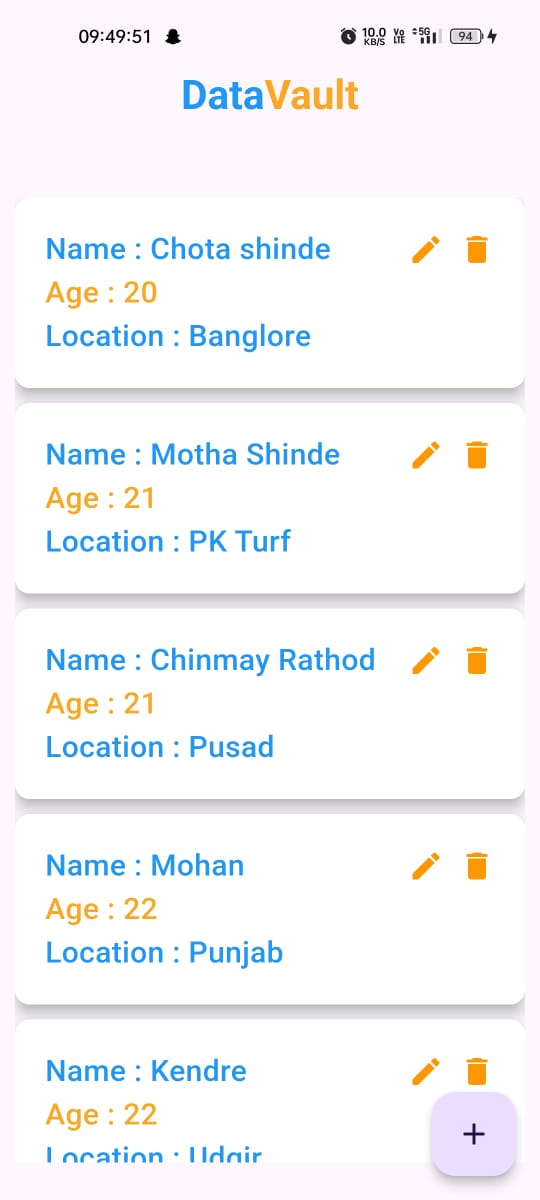 09:49:51 10.0 KB/S Vo LTE 5G 94
DataVault
Name : Chota shinde
Age : 20
Location : Banglore
Name : Motha Shinde
Age : 21
Location : PK Turf
Name : Chinmay Rathod
Age : 21
Location : Pusad
Name : Mohan
Age : 22
Location : Punjab
Name : Kendre
Age : 22
Location : Udgir
+